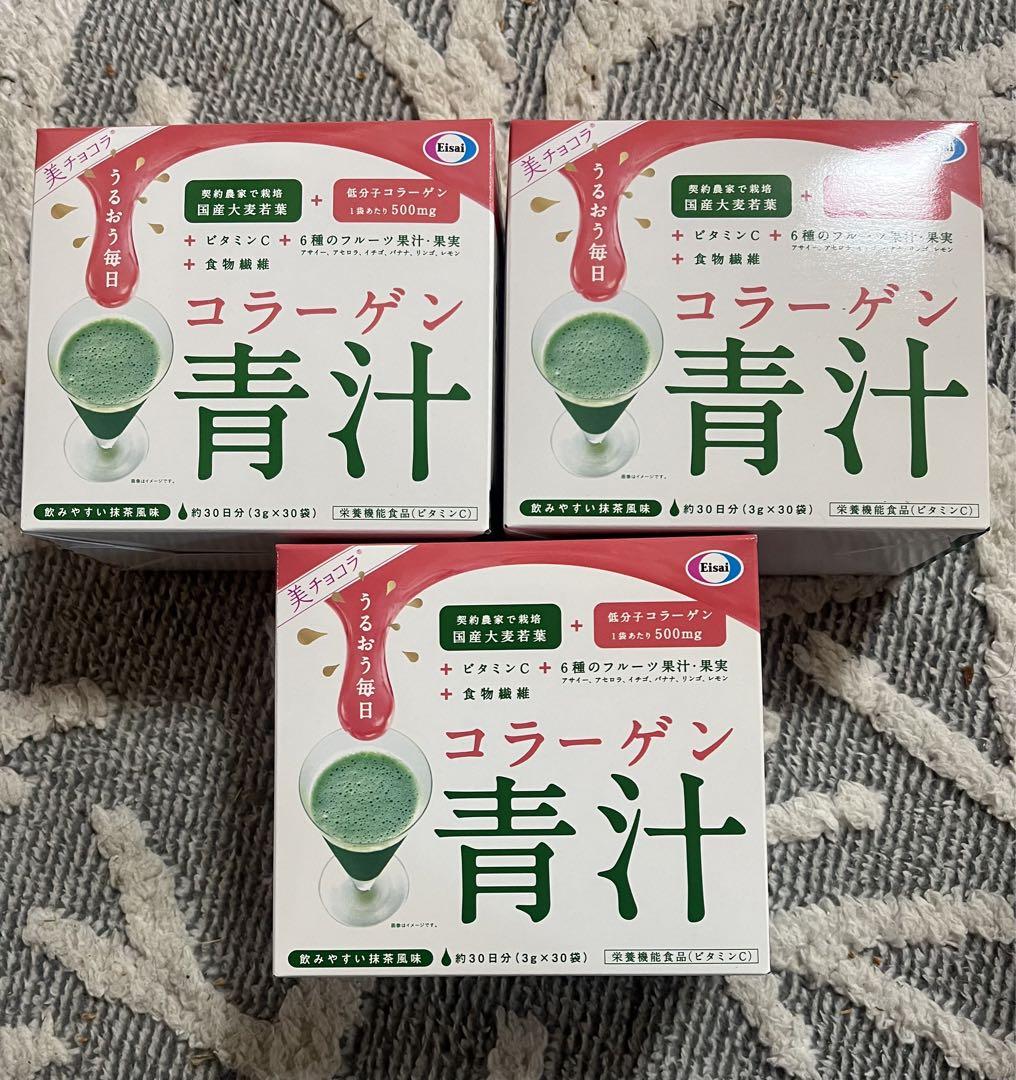 美チョコラ®
Eisai
うるおう毎日
契約農家で栽培
国産大麦若葉
+
低分子コラーゲン
1袋あたり500mg
+ ビタミンC + 6種のフルーツ果汁・果実
アサイー、アセロラ、イチゴ、バナナ、リンゴ、レモン
+ 食物繊維
コラーゲン
青汁
画像はイメージです。
飲みやすい抹茶風味
約30日分(3g×30袋)
栄養機能食品(ビタミンC)
美チョコラ®
うるおう毎日
契約農家で栽培
国産大麦若葉
+
+ ビタミンC + 6種のフルーツ果汁・果実
+ 食物繊維
コラーゲン
青汁
画像はイメージです。
飲みやすい抹茶風味
約30日分(3g×30袋)
栄養機能食品(ビタミンC)
美チョコラ®
Eisai
うるおう毎日
契約農家で栽培
国産大麦若葉
+
低分子コラーゲン
1袋あたり500mg
+ ビタミンC + 6種のフルーツ果汁・果実
アサイー、アセロラ、イチゴ、バナナ、リンゴ、レモン
+ 食物繊維
コラーゲン
青汁
画像はイメージです。
飲みやすい抹茶風味
約30日分(3g×30袋)
栄養機能食品(ビタミンC)